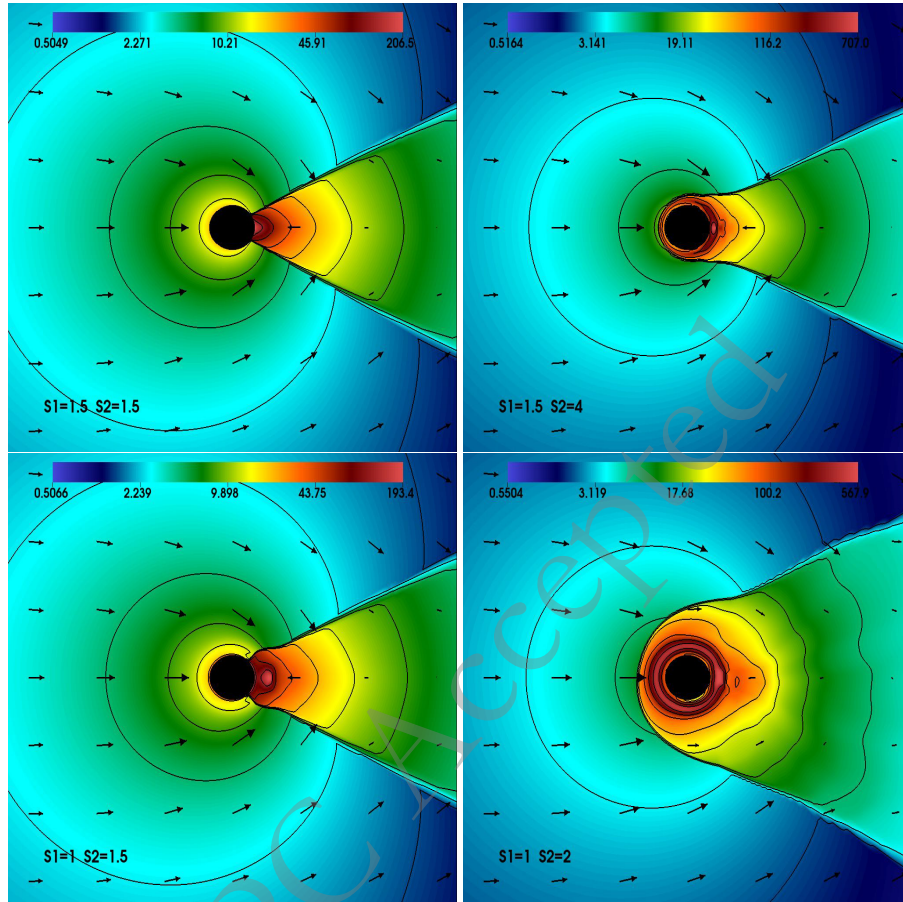 0.5049 2.271 10.21 45.91 206.5
S1=1.5 S2=1.5
0.5164 3.141 19.11 116.2 707.0
S1=1.5 S2=4
0.5066 2.239 9.898 43.75 193.4
S1=1 S2=1.5
0.5504 3.119 17.68 100.2 567.9
S1=1 S2=2
PC Accepted